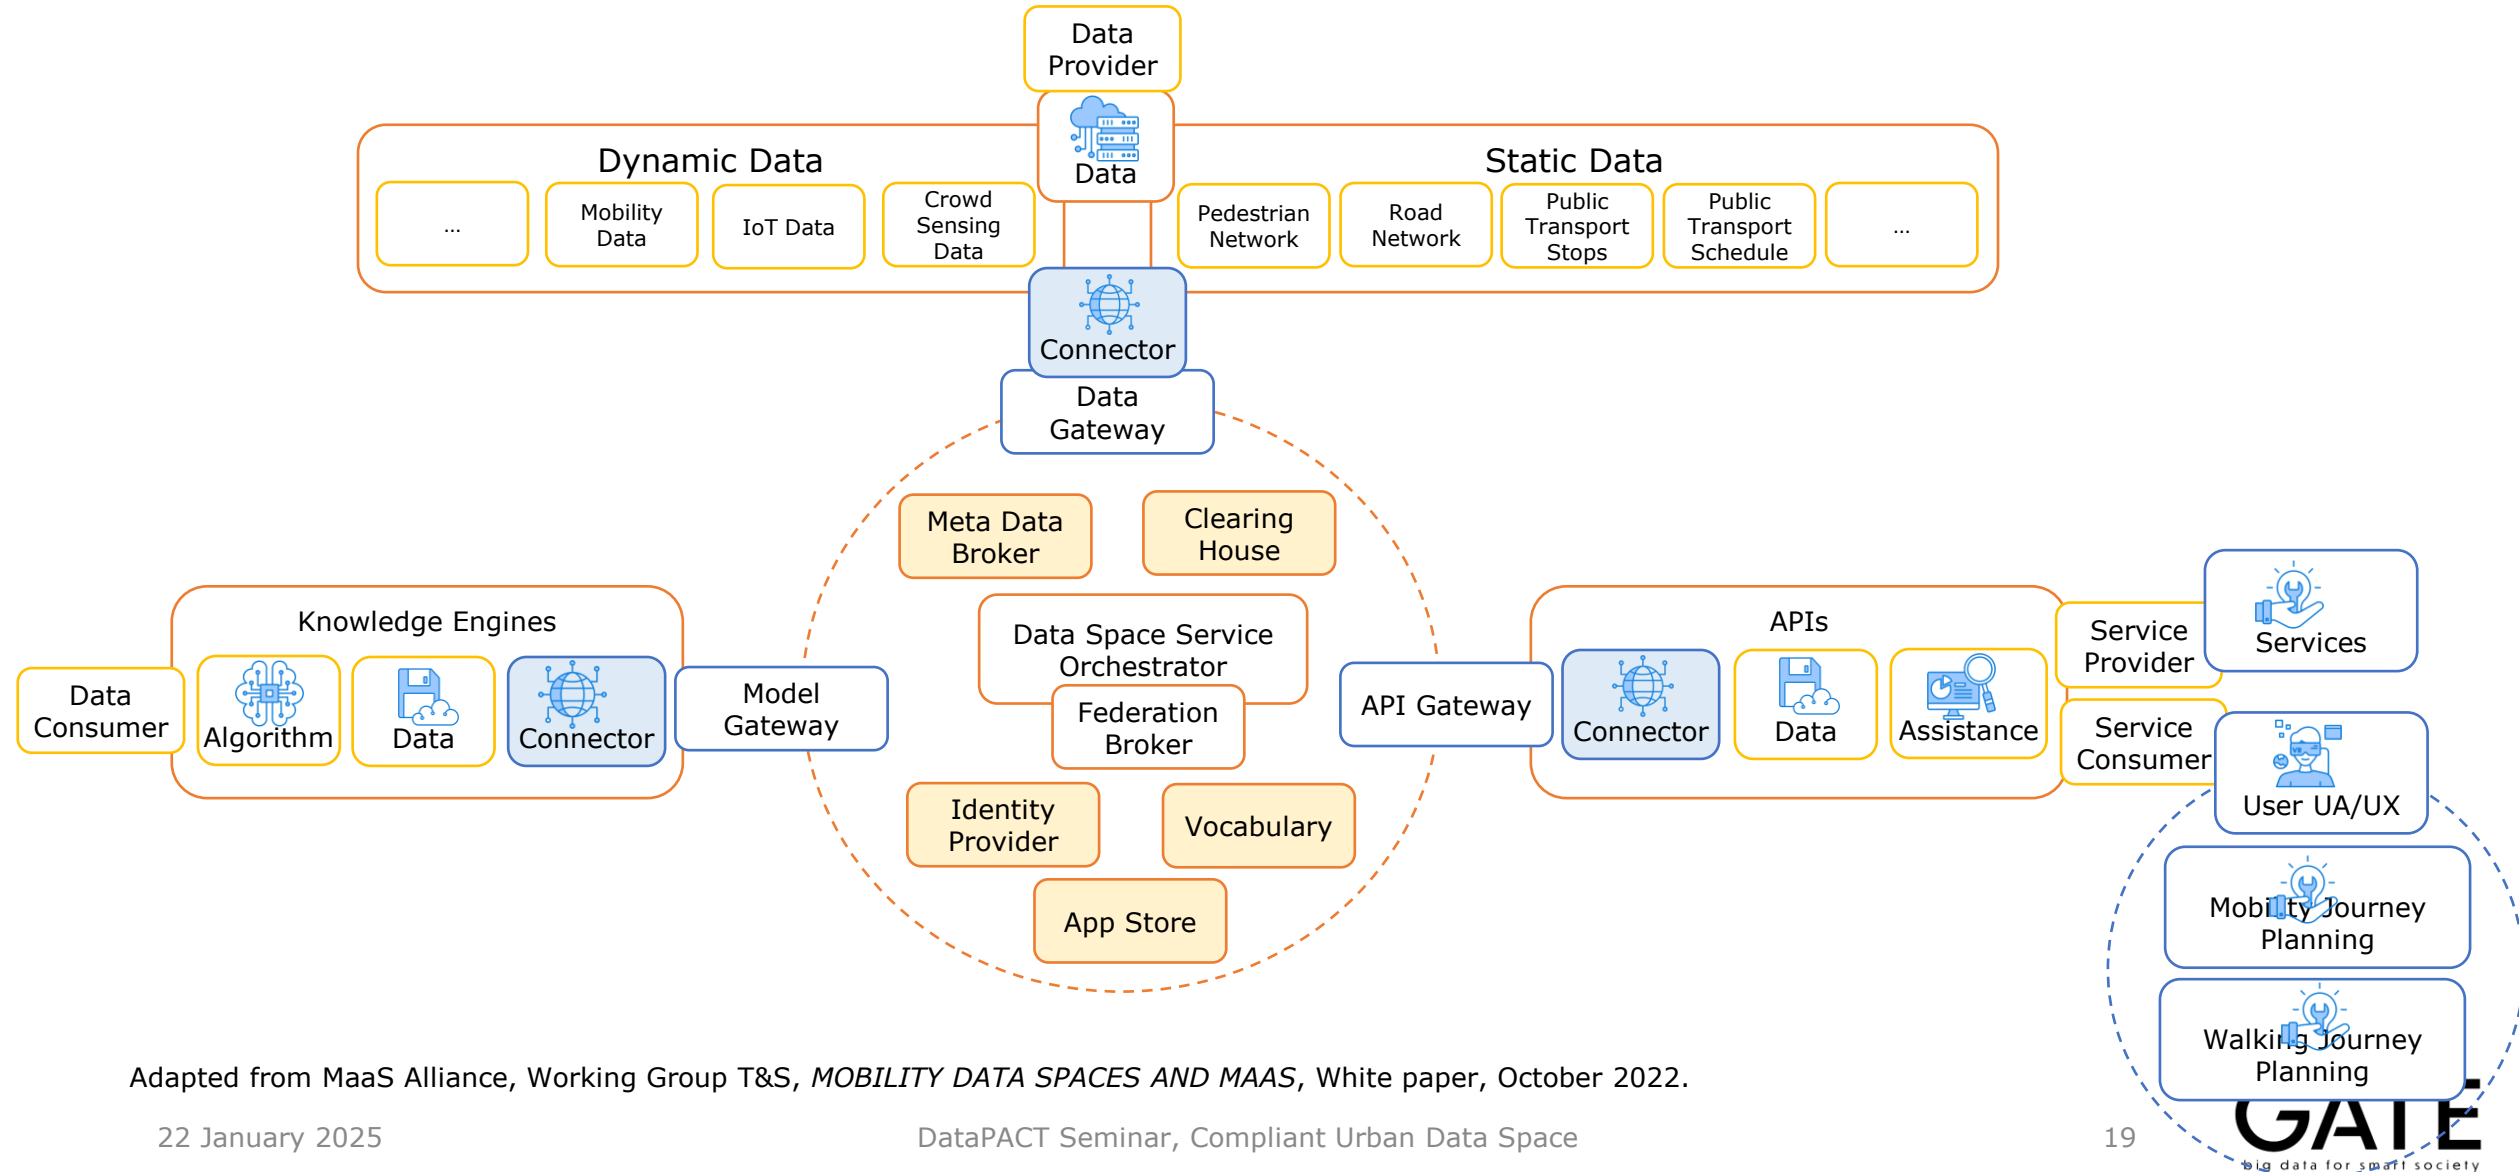 Data
Provider
Data
Dynamic Data
Static Data
...
Mobility
Data
IoT Data
Crowd
Sensing
Data
Pedestrian
Network
Road
Network
Public
Transport
Stops
Public
Transport
Schedule
...
Connector
Data
Gateway
Meta Data
Broker
Clearing
House
Data Space Service
Orchestrator
Federation
Broker
Identity
Provider
Vocabulary
App Store
Knowledge Engines
Data
Consumer
Algorithm
Data
Connector
Model
Gateway
API Gateway
APIs
Connector
Data
Assistance
Service
Provider
Services
Service
Consumer
VR
User UA/UX
Mobility Journey
Planning
Walking Journey
Planning
Adapted from MaaS Alliance, Working Group T&S, MOBILITY DATA SPACES AND MAAS, White paper, October 2022.
22 January 2025
DataPACT Seminar, Compliant Urban Data Space
19
GATE
big data for smart society